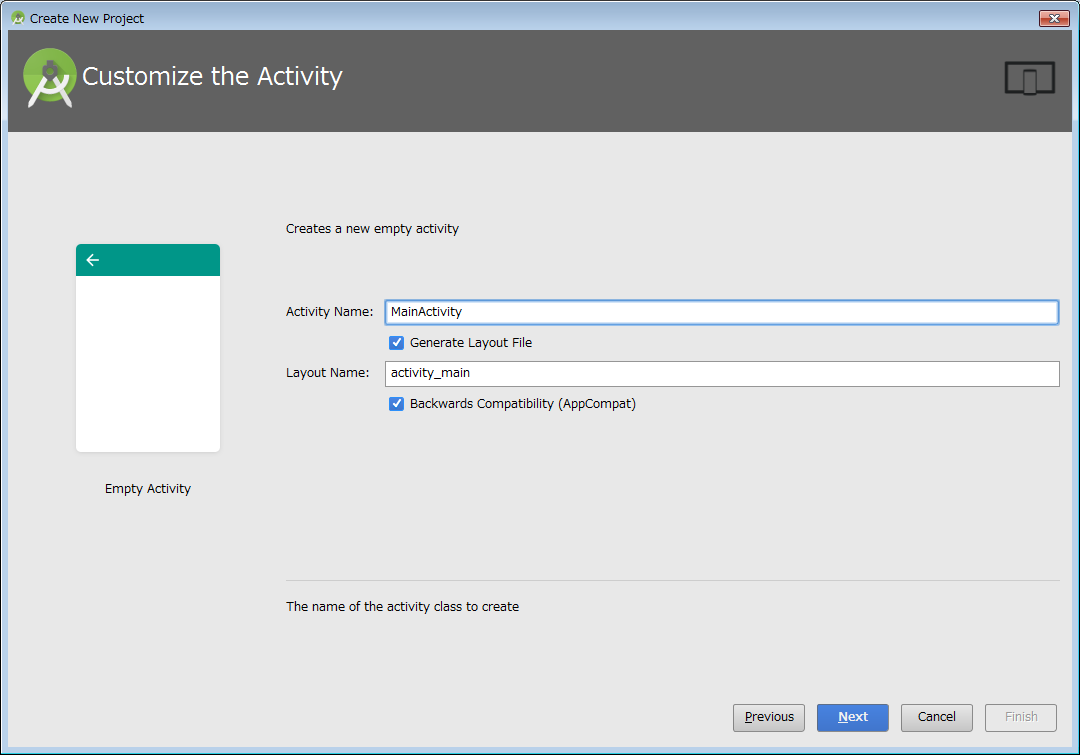 Create New Project
Customize the Activity
Creates a new empty activity
Activity Name: MainActivity
Generate Layout File
Layout Name: activity_main
Backwards Compatibility (AppCompat)
Empty Activity
The name of the activity class to create
Previous Next Cancel Finish